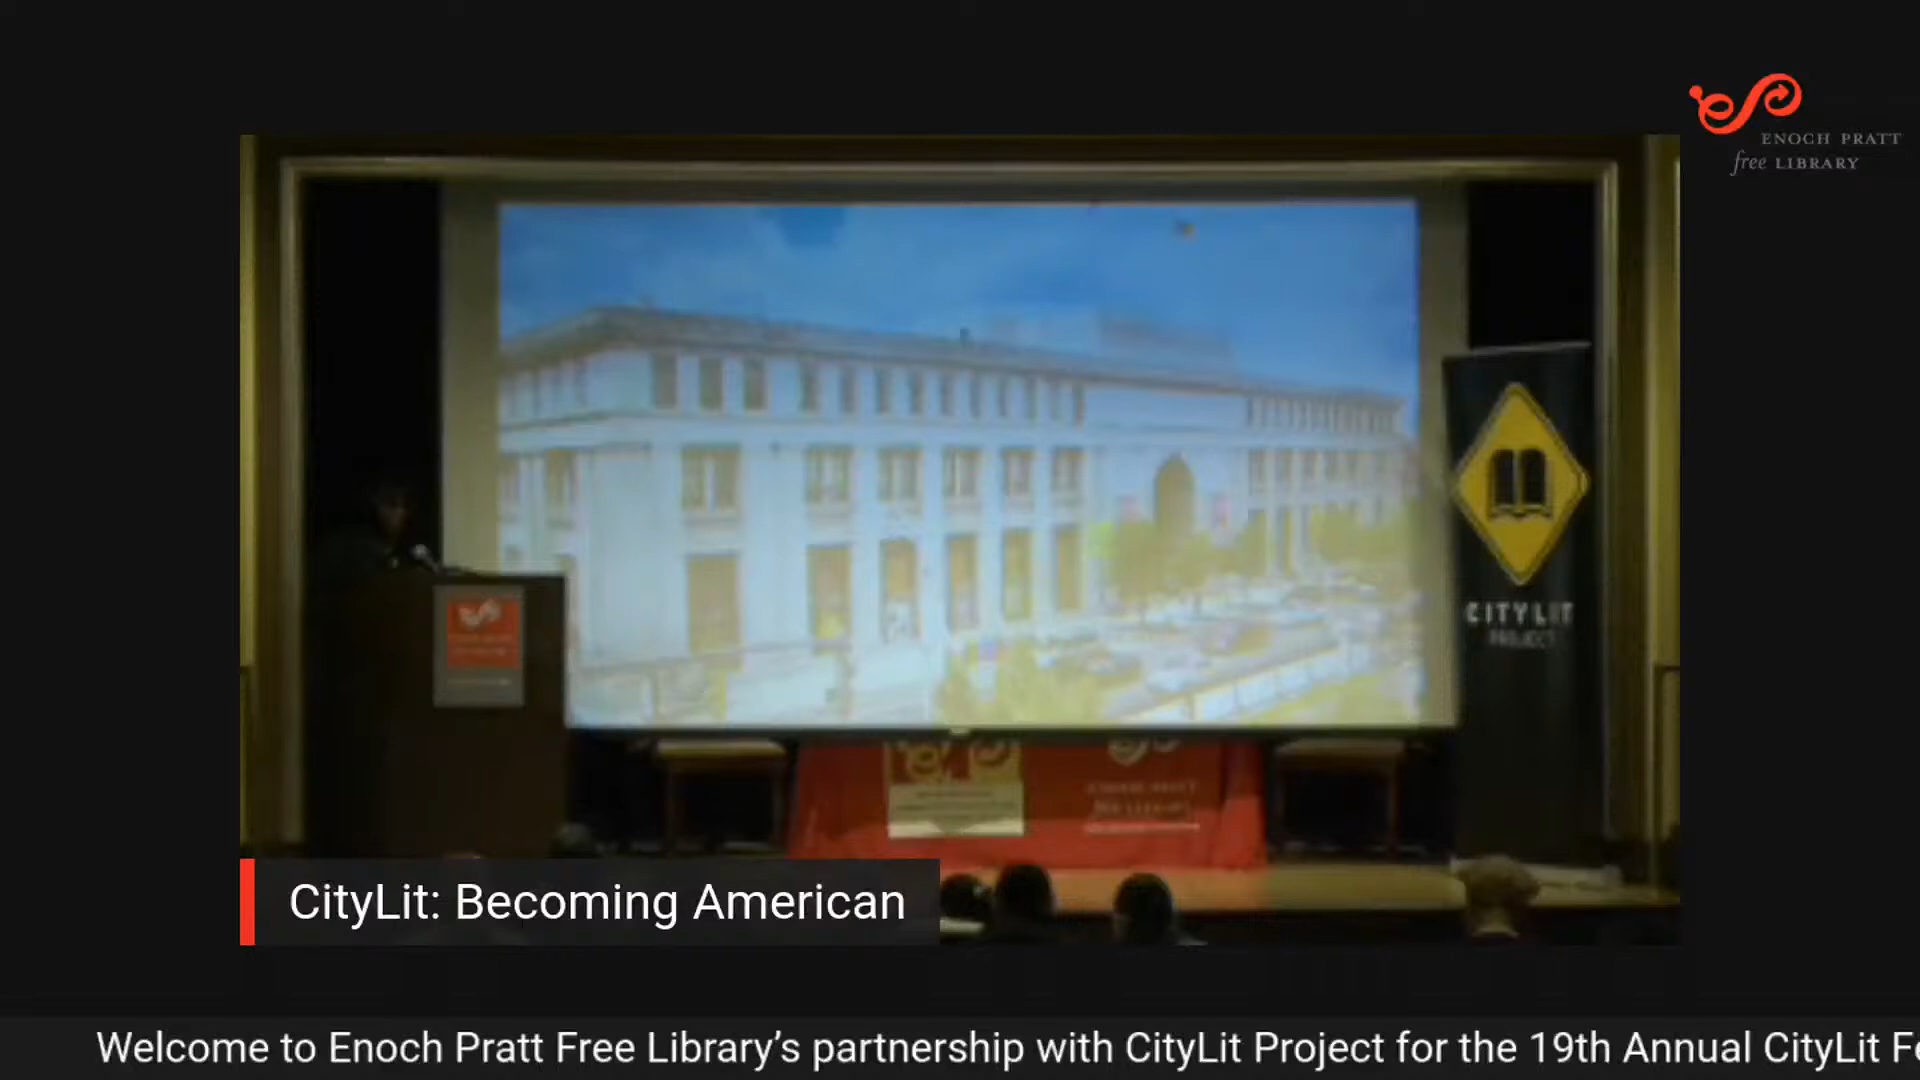 ENOCH PRATT
free LIBRARY
CITYLIT
PROJECT
CityLit: Becoming American
Welcome to Enoch Pratt Free Library’s partnership with CityLit Project for the 19th Annual CityLit